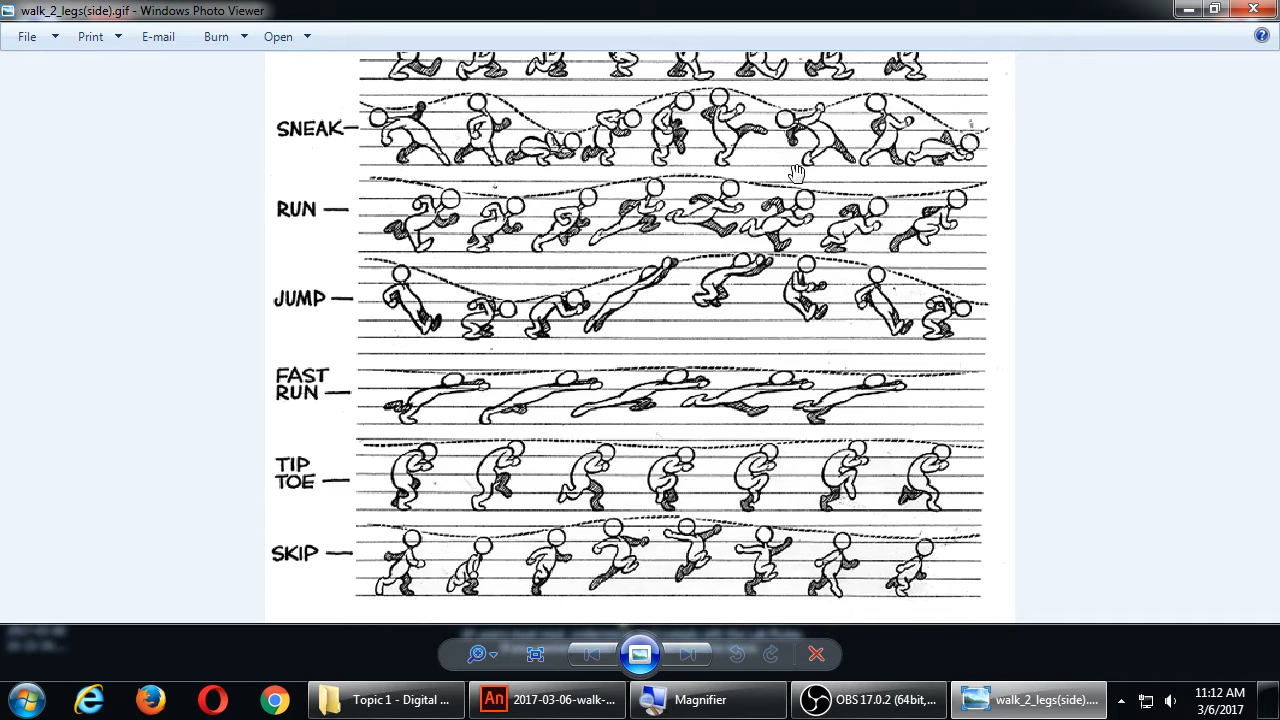 walk_2_legs(side).gif - Windows Photo Viewer
File Print E-mail Burn Open
SNEAK
RUN
JUMP
FAST
RUN
TIP
TOE
SKIP
Topic 1 - Digital ...
2017-03-06-walk-...
Magnifier
OBS 17.0.2 (64bit,...
walk_2_legs(side)....
11:12 AM
3/6/2017